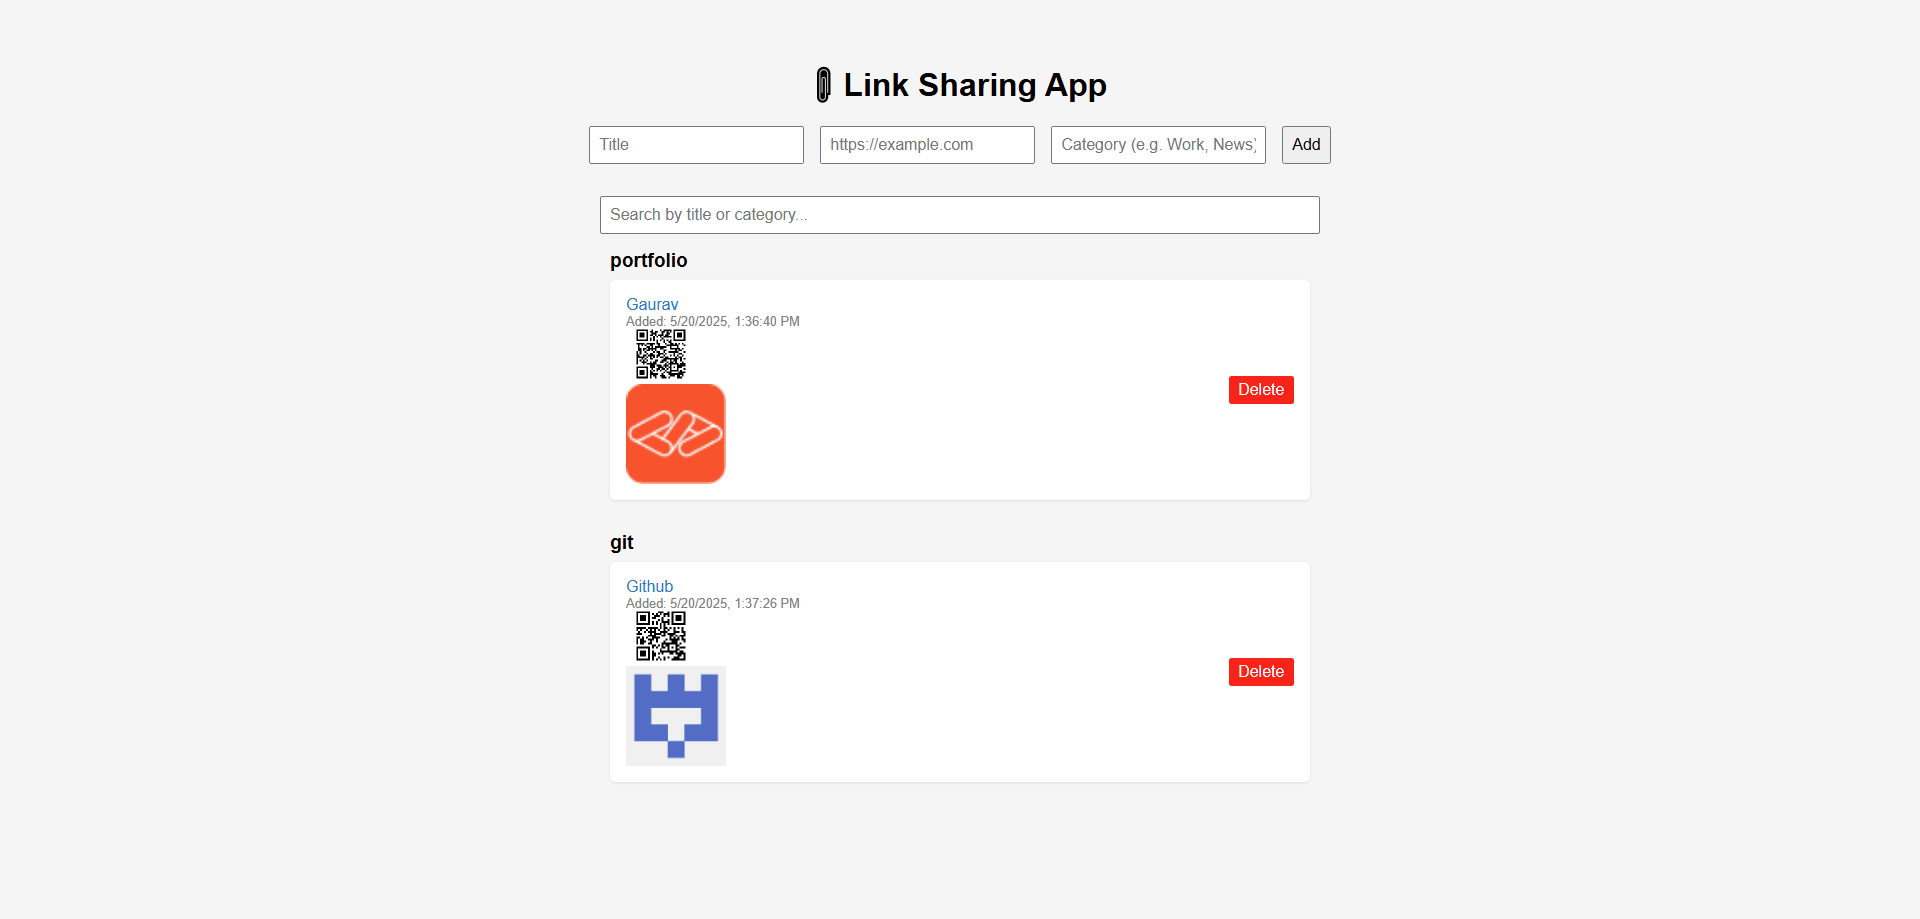 Link Sharing App
Title
https://example.com
Category (e.g. Work, News)
Add
Search by title or category...
portfolio
Gaurav
Added: 5/20/2025, 1:36:40 PM
Delete
git
Github
Added: 5/20/2025, 1:37:26 PM
Delete